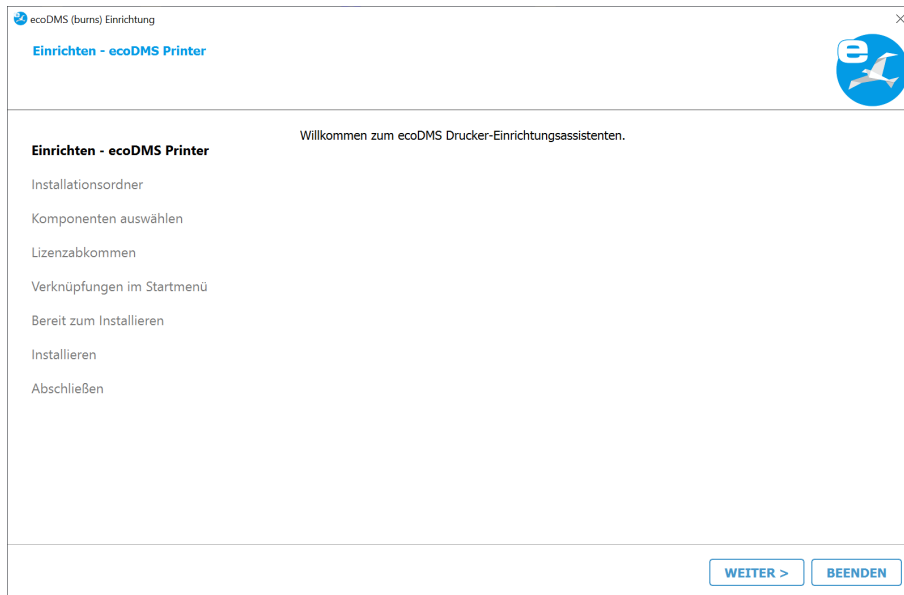 ecoDMS (burns) Einrichtung
Einrichten - ecoDMS Printer
e
Willkommen zum ecoDMS Drucker-Einrichtungsassistenten.
Einrichten - ecoDMS Printer
Installationsordner
Komponenten auswählen
Lizenzabkommen
Verknüpfungen im Startmenü
Bereit zum Installieren
Installieren
Abschließen
WEITER > BEENDEN